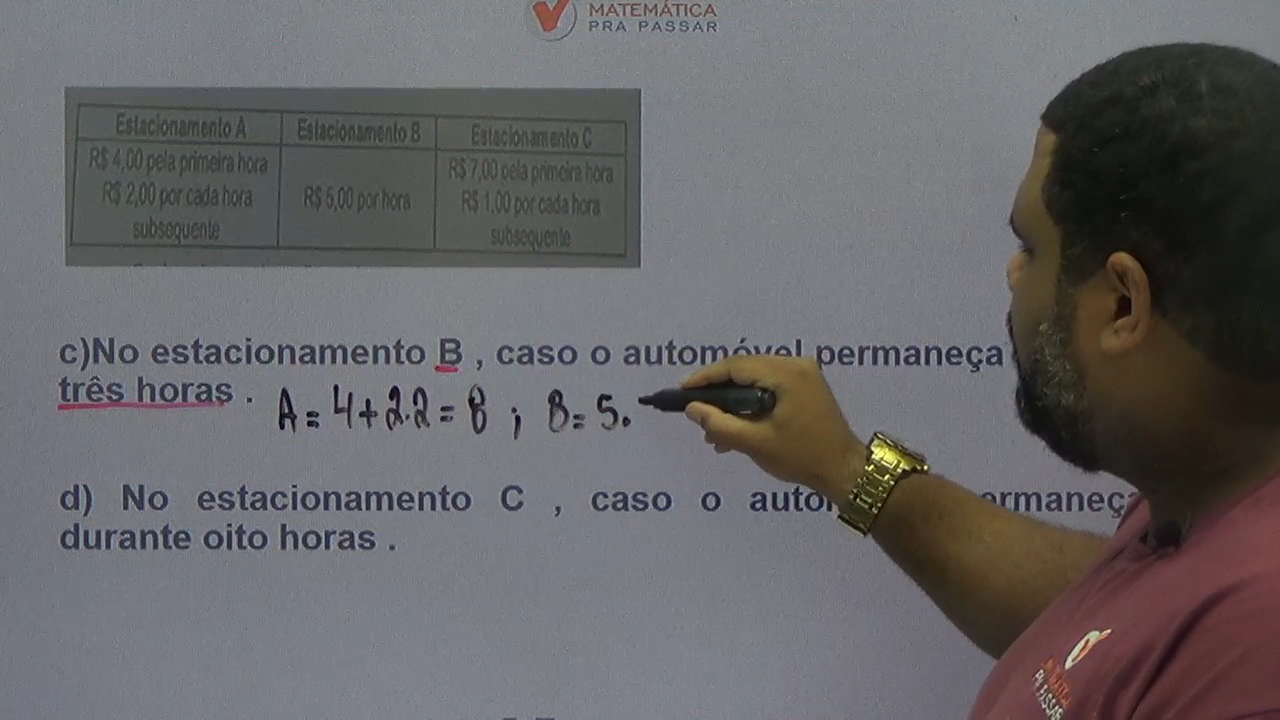 MATEMÁTICA
PRA PASSAR
Estacionamento A
R$ 4,00 pela primeira hora
R$ 2,00 por cada hora
subsequente
Estacionamento B
R$ 5,00 por hora
Estacionamento C
R$ 7,00 pela primeira hora
R$ 1,00 por cada hora
subsequente
c)No estacionamento B , caso o automóvel permaneça
três horas .
A = 4+2.2 = 8 ; B = 5.
d) No estacionamento C , caso o
durante oito horas .
PASSAR